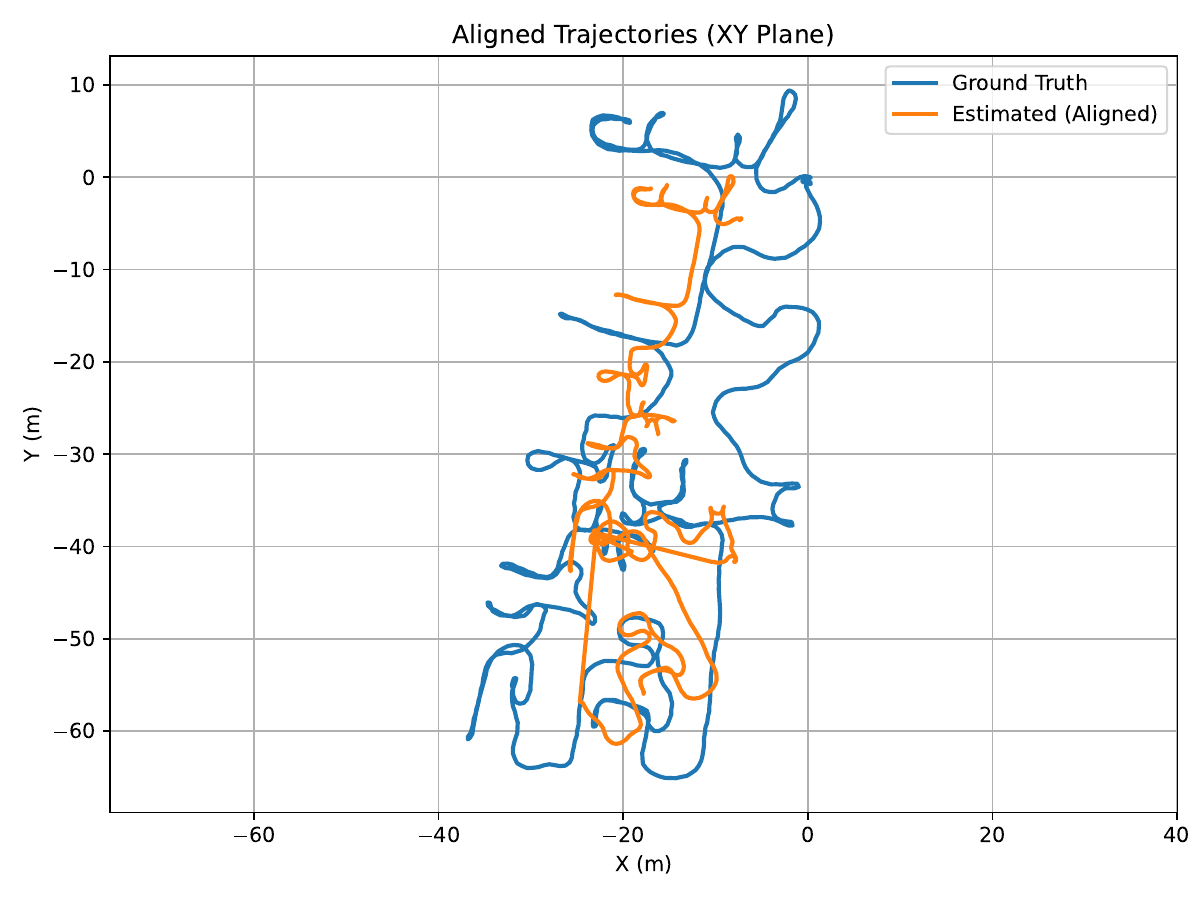 Aligned Trajectories (XY Plane)
Ground Truth
Estimated (Aligned)
10
0
−10
−20
−30
−40
−50
−60
Y (m)
−60 −40 −20 0 20 40
X (m)